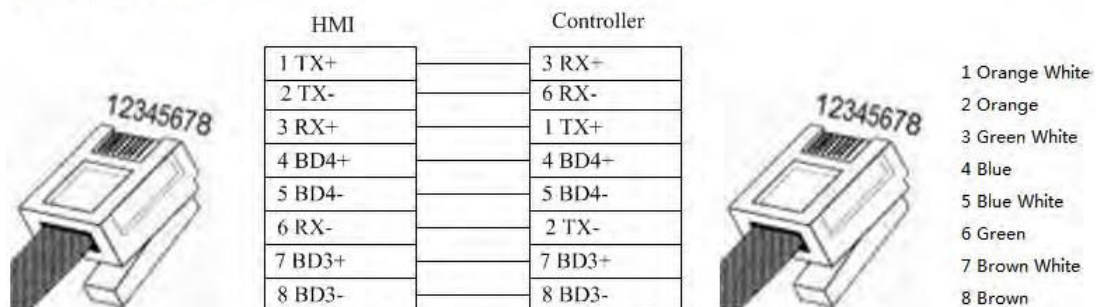 HMI Controller
1 TX+ 3 RX+
2 TX- 6 RX-
3 RX+ 1 TX+
4 BD4+ 4 BD4+
5 BD4- 5 BD4-
6 RX- 2 TX-
7 BD3+ 7 BD3+
8 BD3- 8 BD3-
12345678
12345678
1 Orange White
2 Orange
3 Green White
4 Blue
5 Blue White
6 Green
7 Brown White
8 Brown